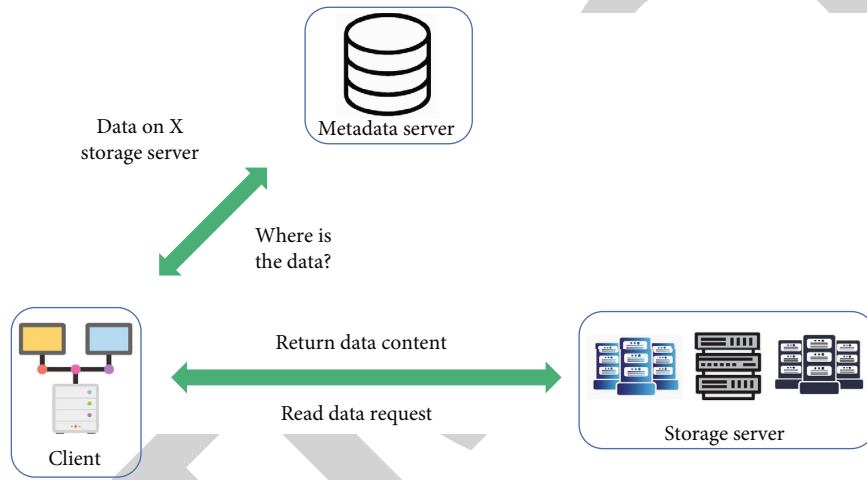 Metadata server
Data on X
storage server
Where is
the data?
Return data content
Read data request
Client
Storage server